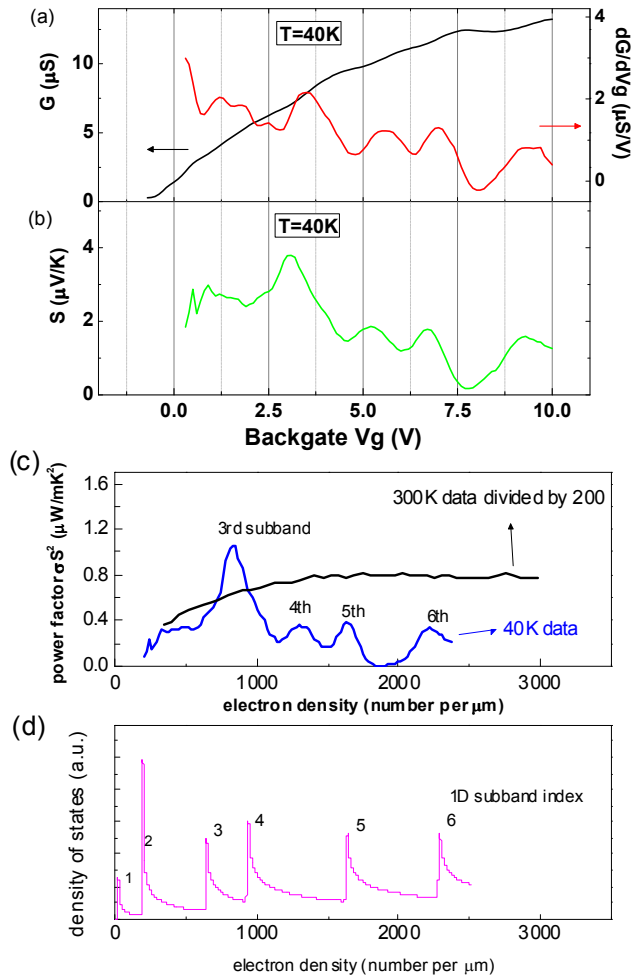 (a)
T=40K
G (μS)
10
5
0
4
2
0
dG/dVg (μS/V)
(b)
T=40K
S (μV/K)
4
2
0
0.0 2.5 5.0 7.5 10.0
Backgate Vg (V)
(c)
power factor σS² (μW/mK²)
1.6
1.2
0.8
0.4
0.0
300K data divided by 200
3rd subband
4th
5th
6th
40K data
0 1000 2000 3000
electron density (number per μm)
(d)
density of states (a.u.)
1D subband index
1
2
3
4
5
6
0 1000 2000 3000
electron density (number per μm)